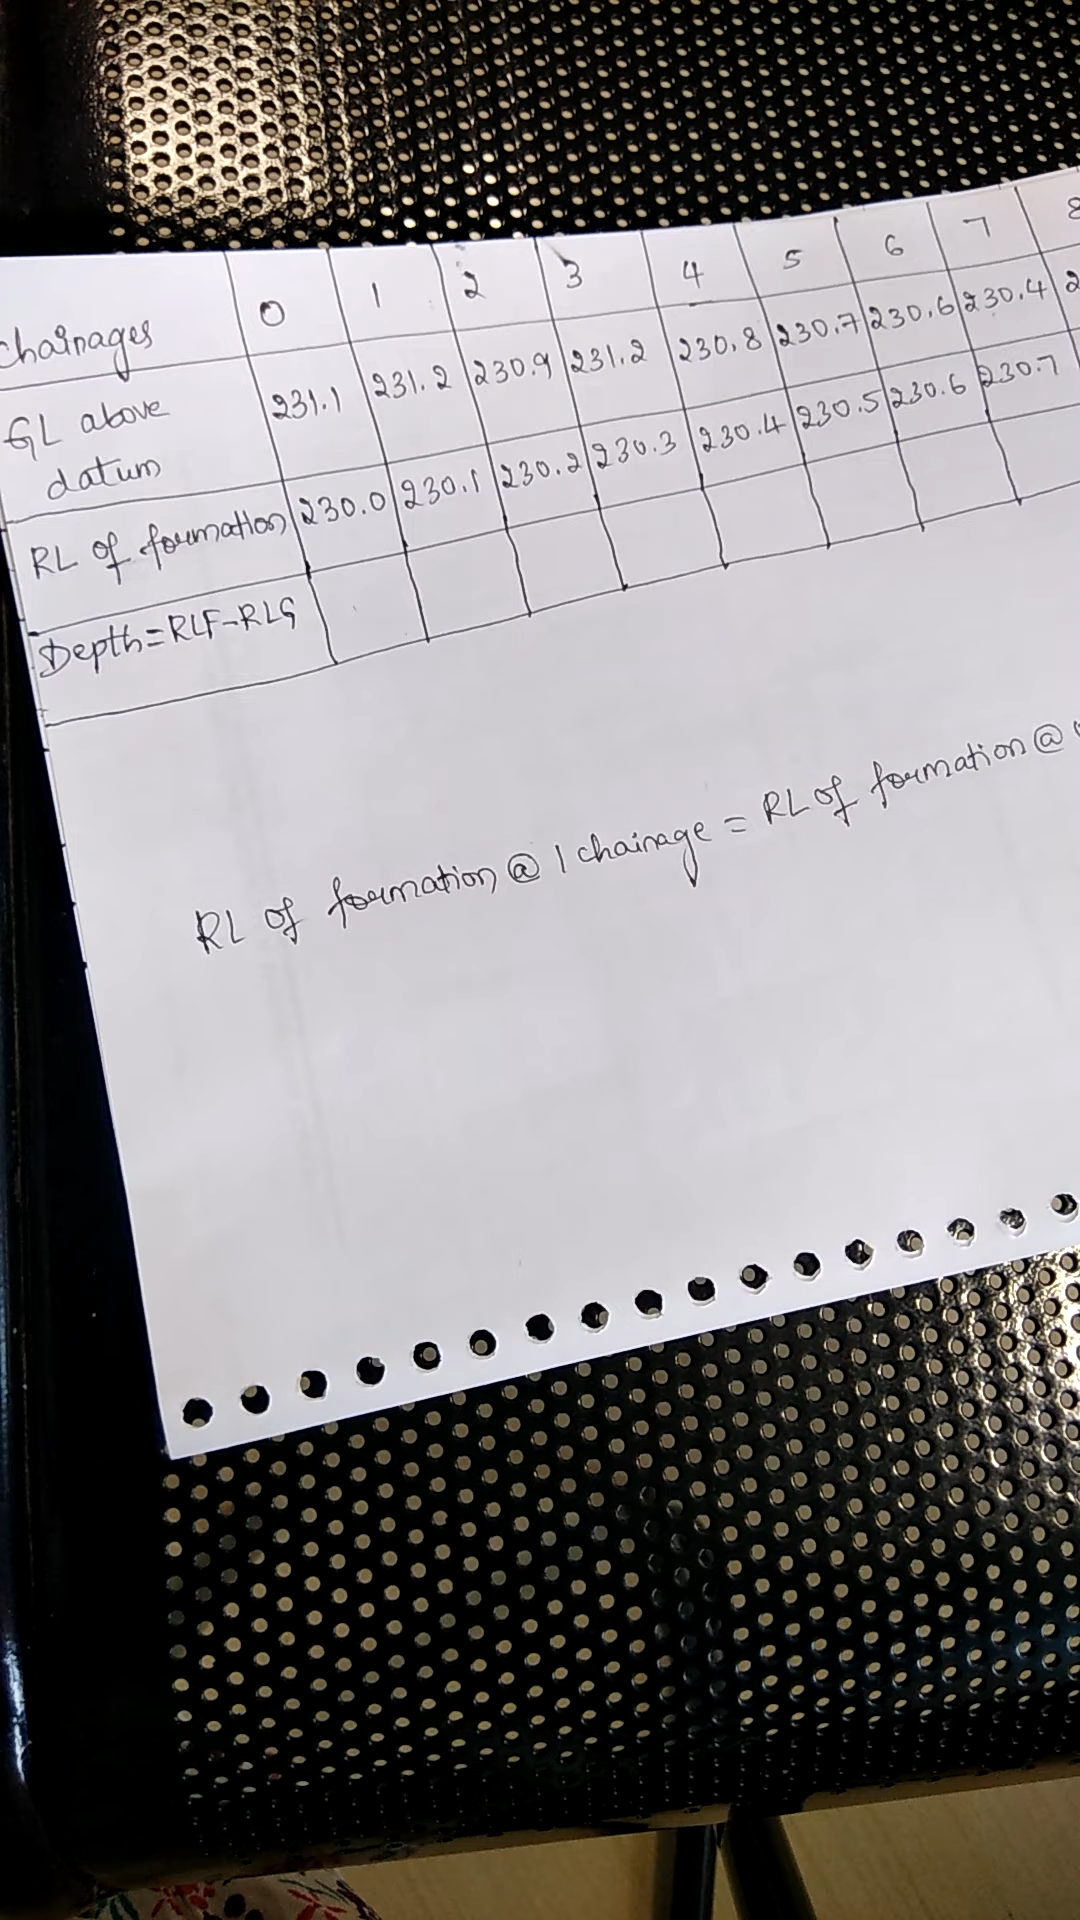 chainages 0 1 2 3 4 5 6 7 8
GL above datum 231.1 231.2 230.9 231.2 230.8 230.7 230.6 230.4
RL of formation 230.0 230.1 230.2 230.3 230.4 230.5 230.6 230.7
Depth=RLF-RLG
RL of formation @ 1 chainage = RL of formation @